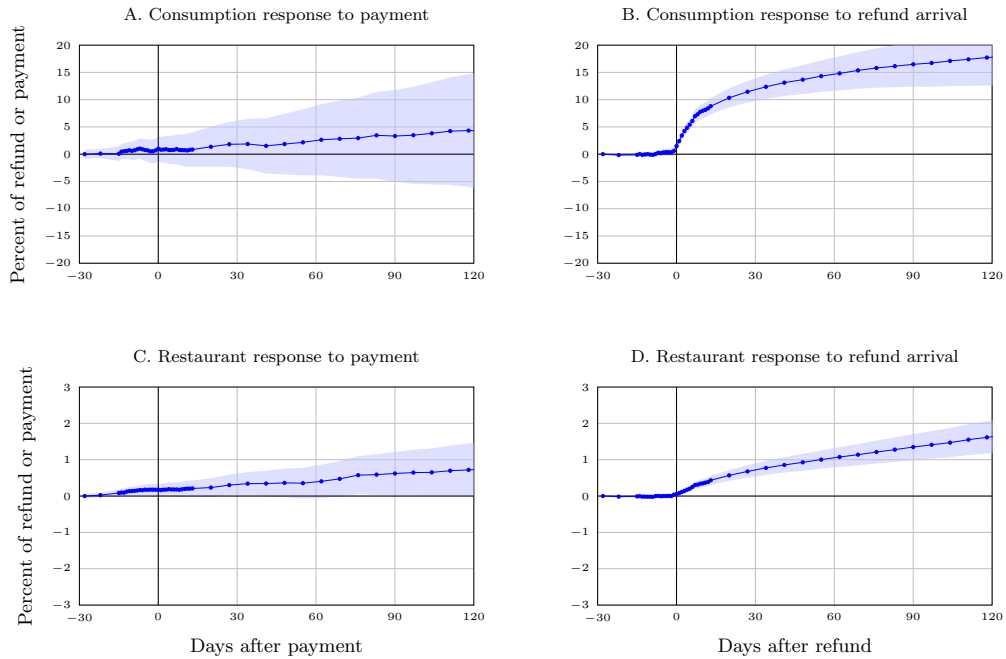 A. Consumption response to payment
B. Consumption response to refund arrival
Percent of refund or payment
20
15
10
5
0
−5
−10
−15
−20
−30 0 30 60 90 120
20
15
10
5
0
−5
−10
−15
−20
−30 0 30 60 90 120
C. Restaurant response to payment
D. Restaurant response to refund arrival
Percent of refund or payment
3
2
1
0
−1
−2
−3
−30 0 30 60 90 120
Days after payment
3
2
1
0
−1
−2
−3
−30 0 30 60 90 120
Days after refund